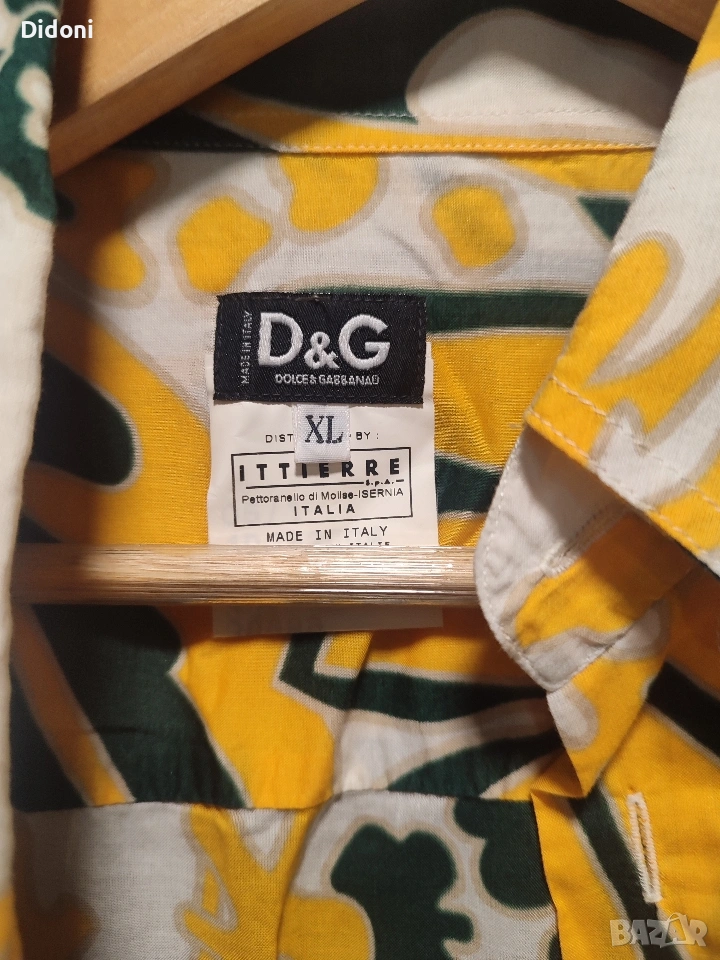 Didoni
MADE IN ITALY
D&G
DOLCE & GABBANA
XL
DIST BY :
ITTIERRE
S.p.A.
Pettoranello di Molise-ISERNIA
ITALIA
MADE IN ITALY
BAZAR